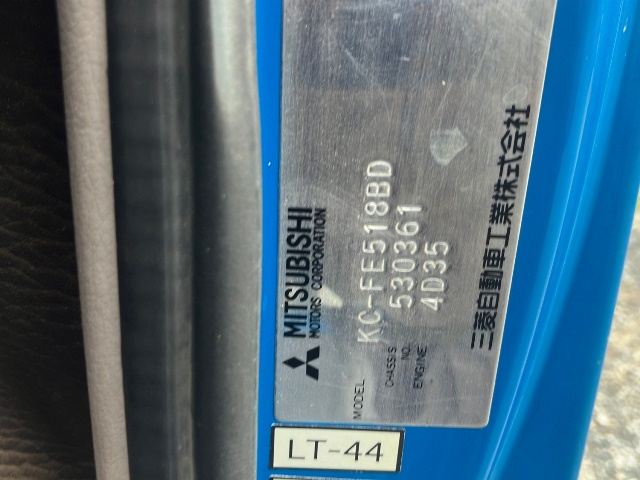 MITSUBISHI
MOTORS CORPORATION
MODEL KC-FE518BD
CHASSIS NO. 530361
ENGINE 4D35
三菱自動車工業株式会社
LT-44